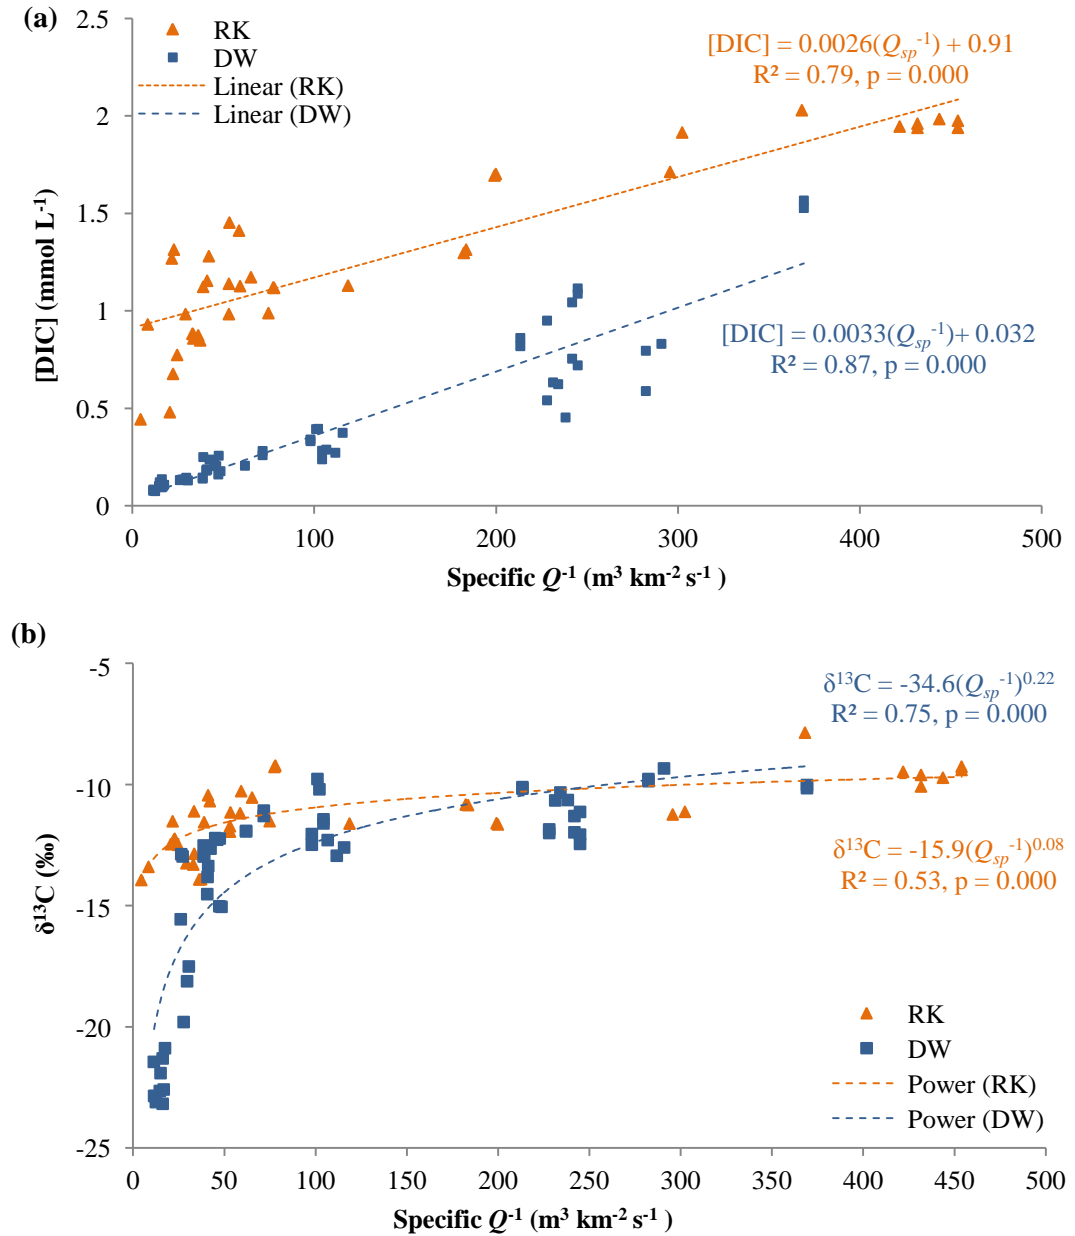 (a)
RK
DW
Linear (RK)
Linear (DW)
[DIC] = 0.0026(Qsp⁻¹) + 0.91
R² = 0.79, p = 0.000
[DIC] = 0.0033(Qsp⁻¹)+ 0.032
R² = 0.87, p = 0.000
[DIC] (mmol L⁻¹)
2.5
2
1.5
1
0.5
0
0 100 200 300 400 500
Specific Q⁻¹ (m³ km⁻² s⁻¹ )
(b)
δ¹³C = -34.6(Qsp⁻¹)⁰·²²
R² = 0.75, p = 0.000
δ¹³C = -15.9(Qsp⁻¹)⁰·⁰⁸
R² = 0.53, p = 0.000
δ¹³C (‰)
-5
-10
-15
-20
-25
RK
DW
Power (RK)
Power (DW)
0 50 100 150 200 250 300 350 400 450 500
Specific Q⁻¹ (m³ km⁻² s⁻¹ )